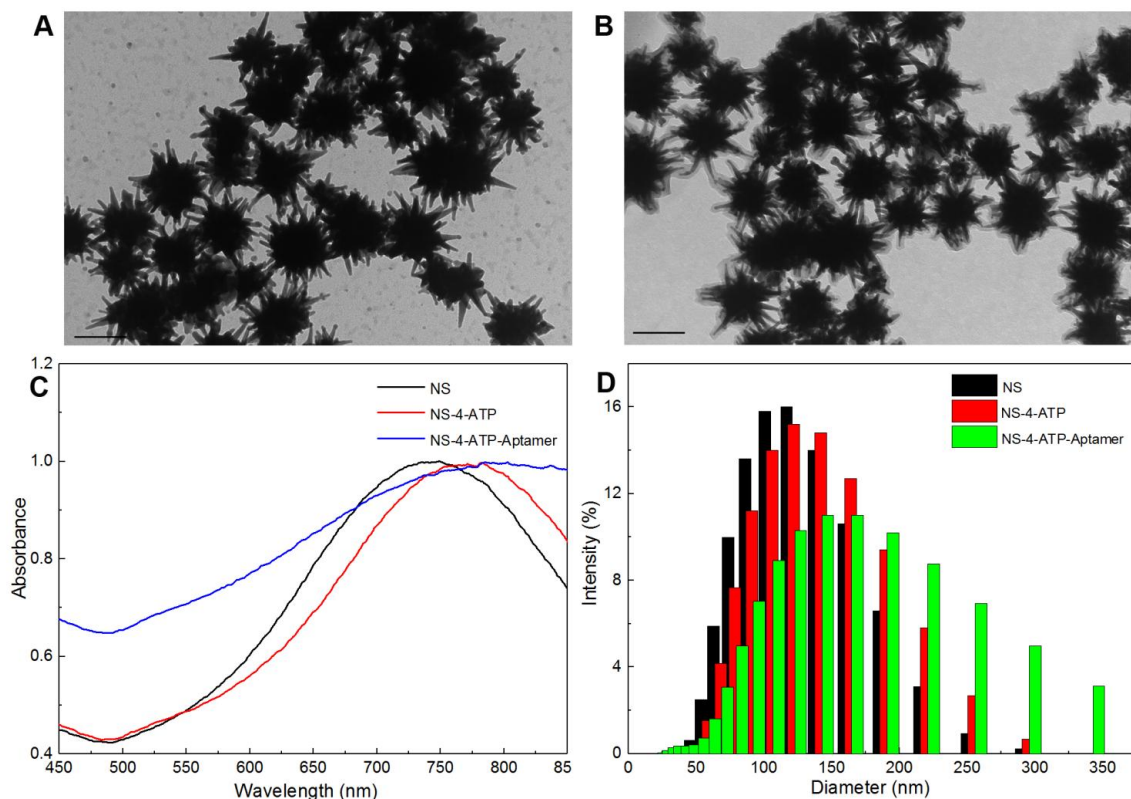 A
B
C
1.2
1.0
0.8
0.6
0.4
Absorbance
NS
NS-4-ATP
NS-4-ATP-Aptamer
450 500 550 600 650 700 750 800 85
Wavelength (nm)
D
16
12
8
4
0
Intensity (%)
NS
NS-4-ATP
NS-4-ATP-Aptamer
0 50 100 150 200 250 300 350
Diameter (nm)